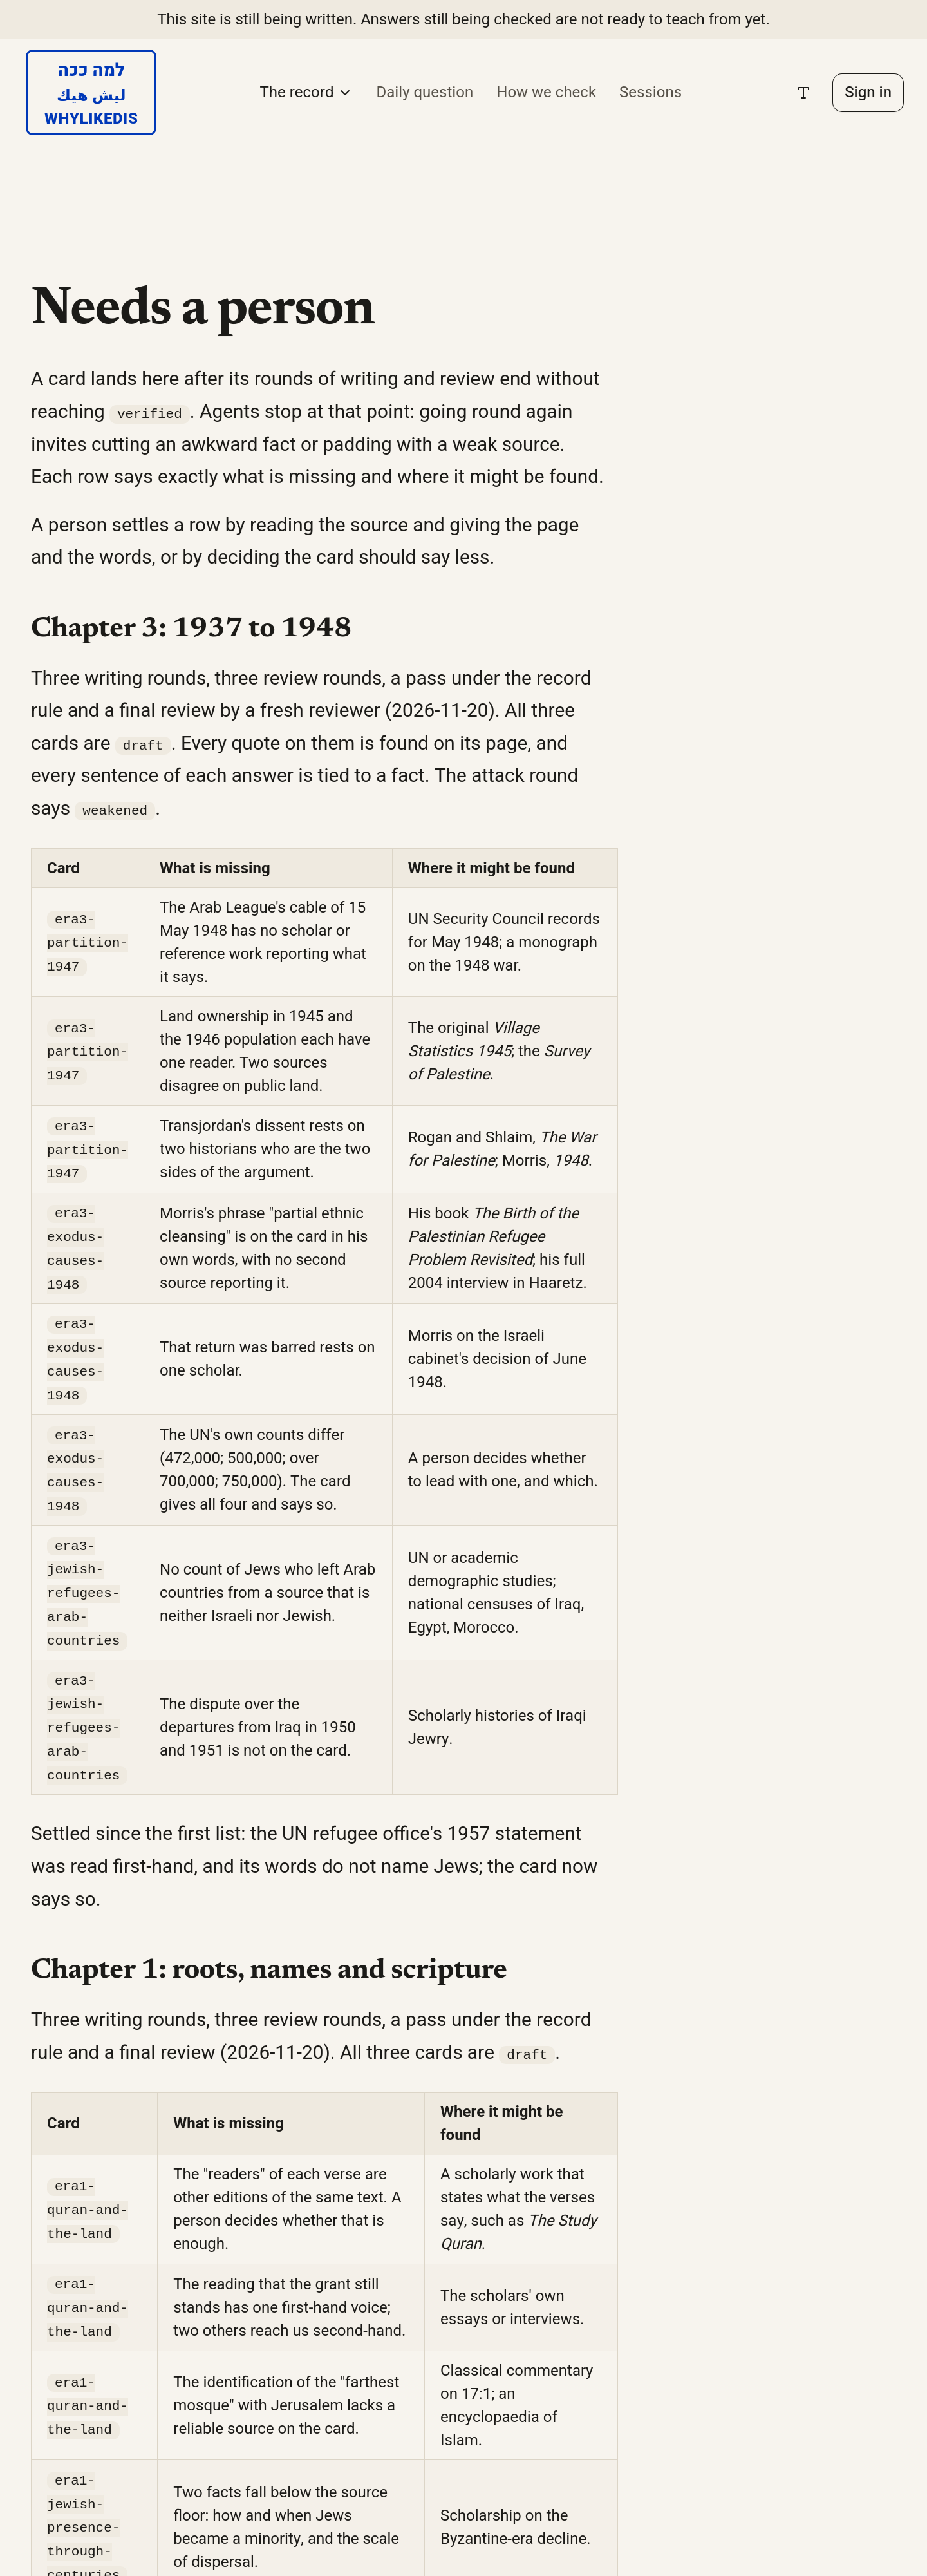 This site is still being written. Answers still being checked are not ready to teach from yet.
למה ככה
ليش هيك
WHYLIKEDIS
The record
Daily question
How we check
Sessions
T
Sign in
Needs a person
A card lands here after its rounds of writing and review end without
reaching verified. Agents stop at that point: going round again
invites cutting an awkward fact or padding with a weak source.
Each row says exactly what is missing and where it might be found.
A person settles a row by reading the source and giving the page
and the words, or by deciding the card should say less.
Chapter 3: 1937 to 1948
Three writing rounds, three review rounds, a pass under the record
rule and a final review by a fresh reviewer (2026-11-20). All three
cards are draft. Every quote on them is found on its page, and
every sentence of each answer is tied to a fact. The attack round
says weakened.
Card
What is missing
Where it might be found
era3-
partition-
1947
The Arab League's cable of 15
May 1948 has no scholar or
reference work reporting what
it says.
UN Security Council records
for May 1948; a monograph
on the 1948 war.
era3-
partition-
1947
Land ownership in 1945 and
the 1946 population each have
one reader. Two sources
disagree on public land.
The original Village
Statistics 1945; the Survey
of Palestine.
era3-
partition-
1947
Transjordan's dissent rests on
two historians who are the two
sides of the argument.
Rogan and Shlaim, The War
for Palestine; Morris, 1948.
era3-
exodus-
causes-
1948
Morris's phrase "partial ethnic
cleansing" is on the card in his
own words, with no second
source reporting it.
His book The Birth of the
Palestinian Refugee
Problem Revisited; his full
2004 interview in Haaretz.
era3-
exodus-
causes-
1948
That return was barred rests on
one scholar.
Morris on the Israeli
cabinet's decision of June
1948.
era3-
exodus-
causes-
1948
The UN's own counts differ
(472,000; 500,000; over
700,000; 750,000). The card
gives all four and says so.
A person decides whether
to lead with one, and which.
era3-
jewish-
refugees-
arab-
countries
No count of Jews who left Arab
countries from a source that is
neither Israeli nor Jewish.
UN or academic
demographic studies;
national censuses of Iraq,
Egypt, Morocco.
era3-
jewish-
refugees-
arab-
countries
The dispute over the
departures from Iraq in 1950
and 1951 is not on the card.
Scholarly histories of Iraqi
Jewry.
Settled since the first list: the UN refugee office's 1957 statement
was read first-hand, and its words do not name Jews; the card now
says so.
Chapter 1: roots, names and scripture
Three writing rounds, three review rounds, a pass under the record
rule and a final review (2026-11-20). All three cards are draft.
Card
What is missing
Where it might be
found
era1-
quran-and-
the-land
The "readers" of each verse are
other editions of the same text. A
person decides whether that is
enough.
A scholarly work that
states what the verses
say, such as The Study
Quran.
era1-
quran-and-
the-land
The reading that the grant still
stands has one first-hand voice;
two others reach us second-hand.
The scholars' own
essays or interviews.
era1-
quran-and-
the-land
The identification of the "farthest
mosque" with Jerusalem lacks a
reliable source on the card.
Classical commentary
on 17:1; an
encyclopaedia of
Islam.
era1-
jewish-
presence-
through-
centuries
Two facts fall below the source
floor: how and when Jews
became a minority, and the scale
of dispersal.
Scholarship on the
Byzantine-era decline.